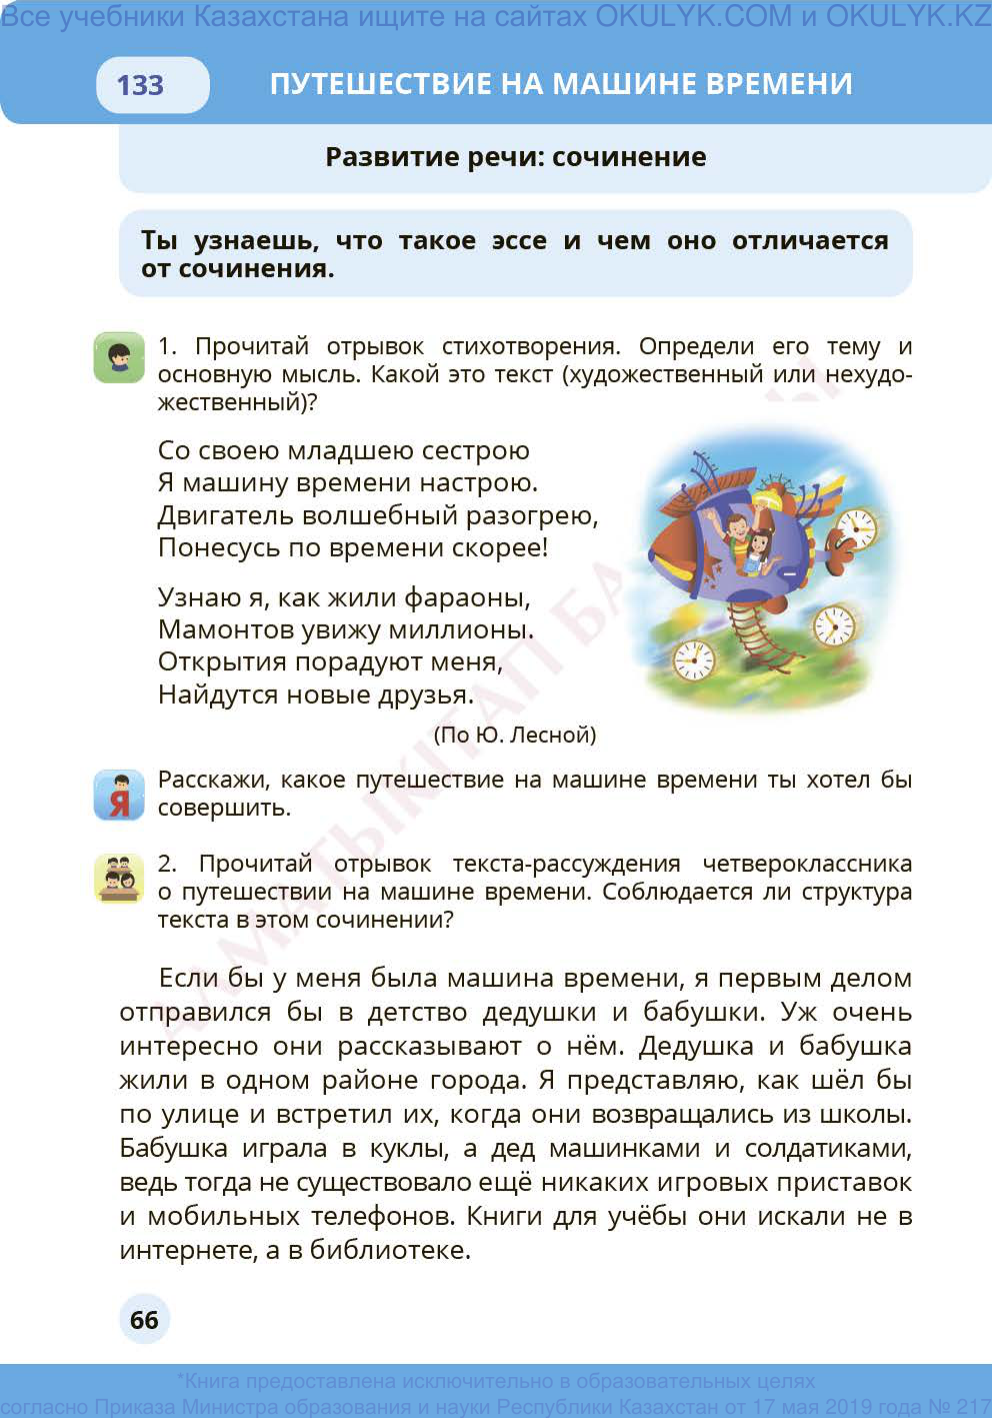 Все учебники Казахстана ищите на сайтах OKULYK.COM и OKULYK.KZ
133
ПУТЕШЕСТВИЕ НА МАШИНЕ ВРЕМЕНИ
Развитие речи: сочинение
Ты узнаешь, что такое эссе и чем оно отличается
от сочинения.
1. Прочитай отрывок стихотворения. Определи его тему и
основную мысль. Какой это текст (художественный или нехудо-
жественный)?
Со своею младшею сестрою
Я машину времени настрою.
Двигатель волшебный разогрею,
Понесусь по времени скорее!
Узнаю я, как жили фараоны,
Мамонтов увижу миллионы.
Открытия порадуют меня,
Найдутся новые друзья.
(По Ю. Лесной)
Я
Расскажи, какое путешествие на машине времени ты хотел бы
совершить.
2. Прочитай отрывок текста-рассуждения четвероклассника
о путешествии на машине времени. Соблюдается ли структура
текста в этом сочинении?
Если бы у меня была машина времени, я первым делом
отправился бы в детство дедушки и бабушки. Уж очень
интересно они рассказывают о нём. Дедушка и бабушка
жили в одном районе города. Я представляю, как шёл бы
по улице и встретил их, когда они возвращались из школы.
Бабушка играла в куклы, а дед машинками и солдатиками,
ведь тогда не существовало ещё никаких игровых приставок
и мобильных телефонов. Книги для учёбы они искали не в
интернете, а в библиотеке.
66
*Книга предоставлена исключительно в образовательных целях
согласно Приказа Министра образования и науки Республики Казахстан от 17 мая 2019 года № 217